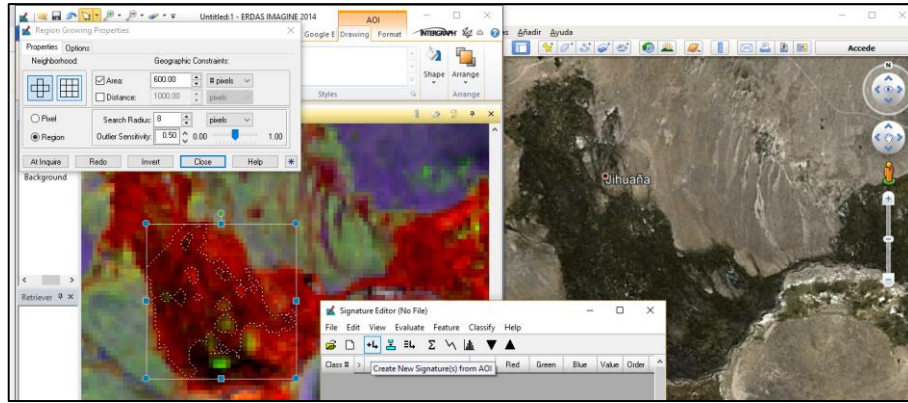 Untitled:1 - ERDAS IMAGINE 2014
AOI
Google E
Drawing
Format
INTERGRAPH
Shape
Arrange
Styles
Arrange
Region Growing Properties
Properties
Options
Neighborhood:
Geographic Constraints:
Area:
600.00
# pixels
Distance:
1000.00
pixels
Pixel
Region
Search Radius:
8
pixels
Outlier Sensitivity:
0.50
0.00
1.00
At Inquire
Redo
Invert
Close
Help
Background
Retriever
Signature Editor (No File)
File Edit View Evaluate Feature Classify Help
Σ
Class #
>
Create New Signature(s) from AOI
Red
Green
Blue
Value
Order
Añadir Ayuda
Accede
N
Jihuaña